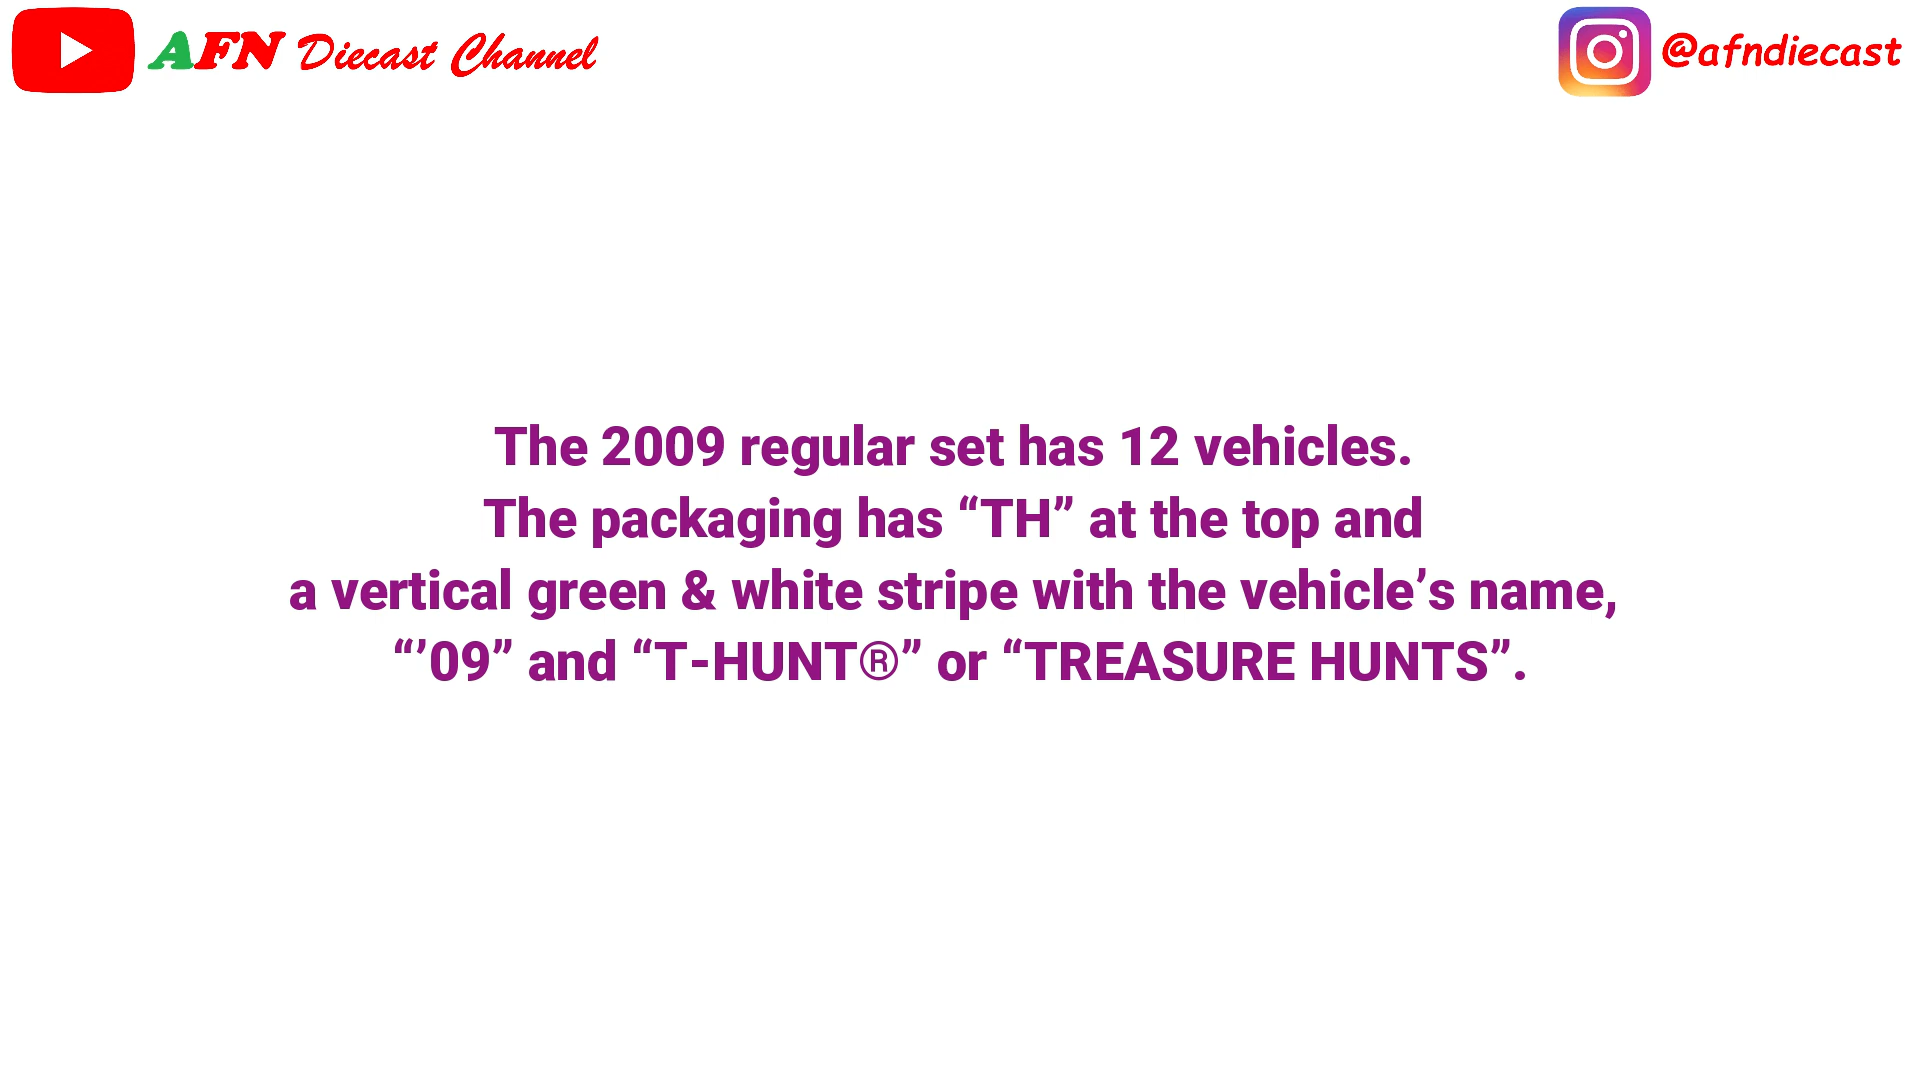 AFN Diecast Channel
@afndiecast
The 2009 regular set has 12 vehicles.
The packaging has “TH” at the top and
a vertical green & white stripe with the vehicle’s name,
“’09” and “T-HUNT®” or “TREASURE HUNTS”.